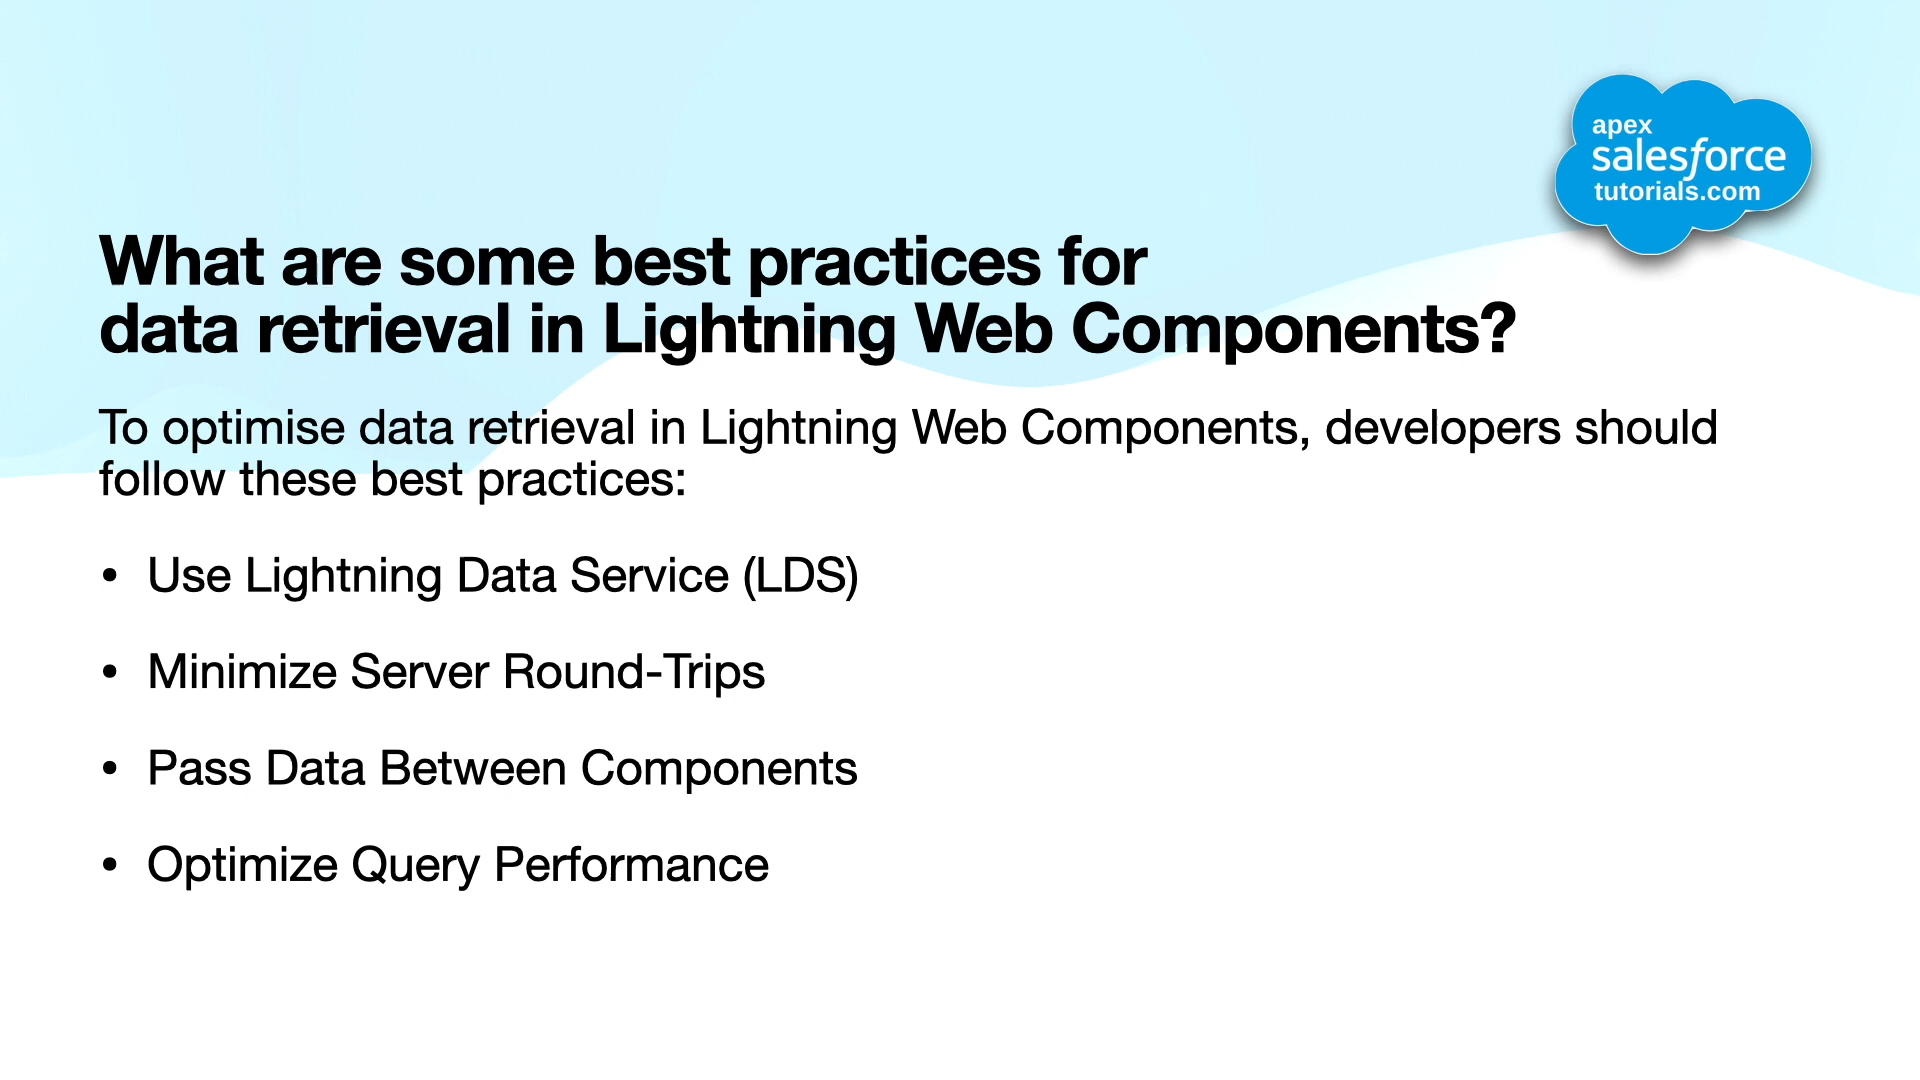 apex
salesforce
tutorials.com
What are some best practices for
data retrieval in Lightning Web Components?
To optimise data retrieval in Lightning Web Components, developers should
follow these best practices:
• Use Lightning Data Service (LDS)
• Minimize Server Round-Trips
• Pass Data Between Components
• Optimize Query Performance